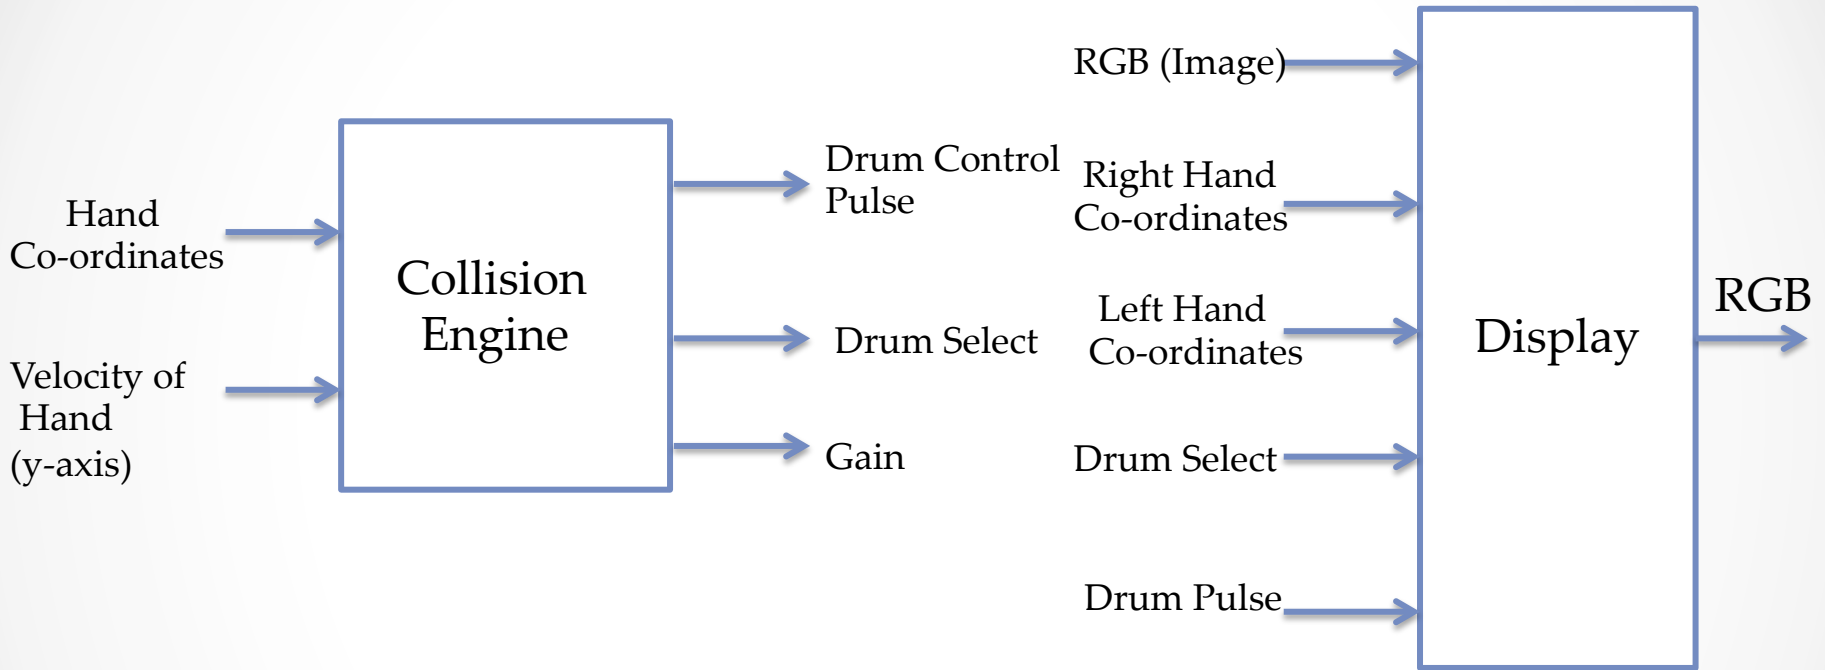 Hand
Co-ordinates
Velocity of
Hand
(y-axis)
Collision
Engine
Drum Control
Pulse
Drum Select
Gain
RGB (Image)
Right Hand
Co-ordinates
Left Hand
Co-ordinates
Drum Select
Drum Pulse
Display
RGB